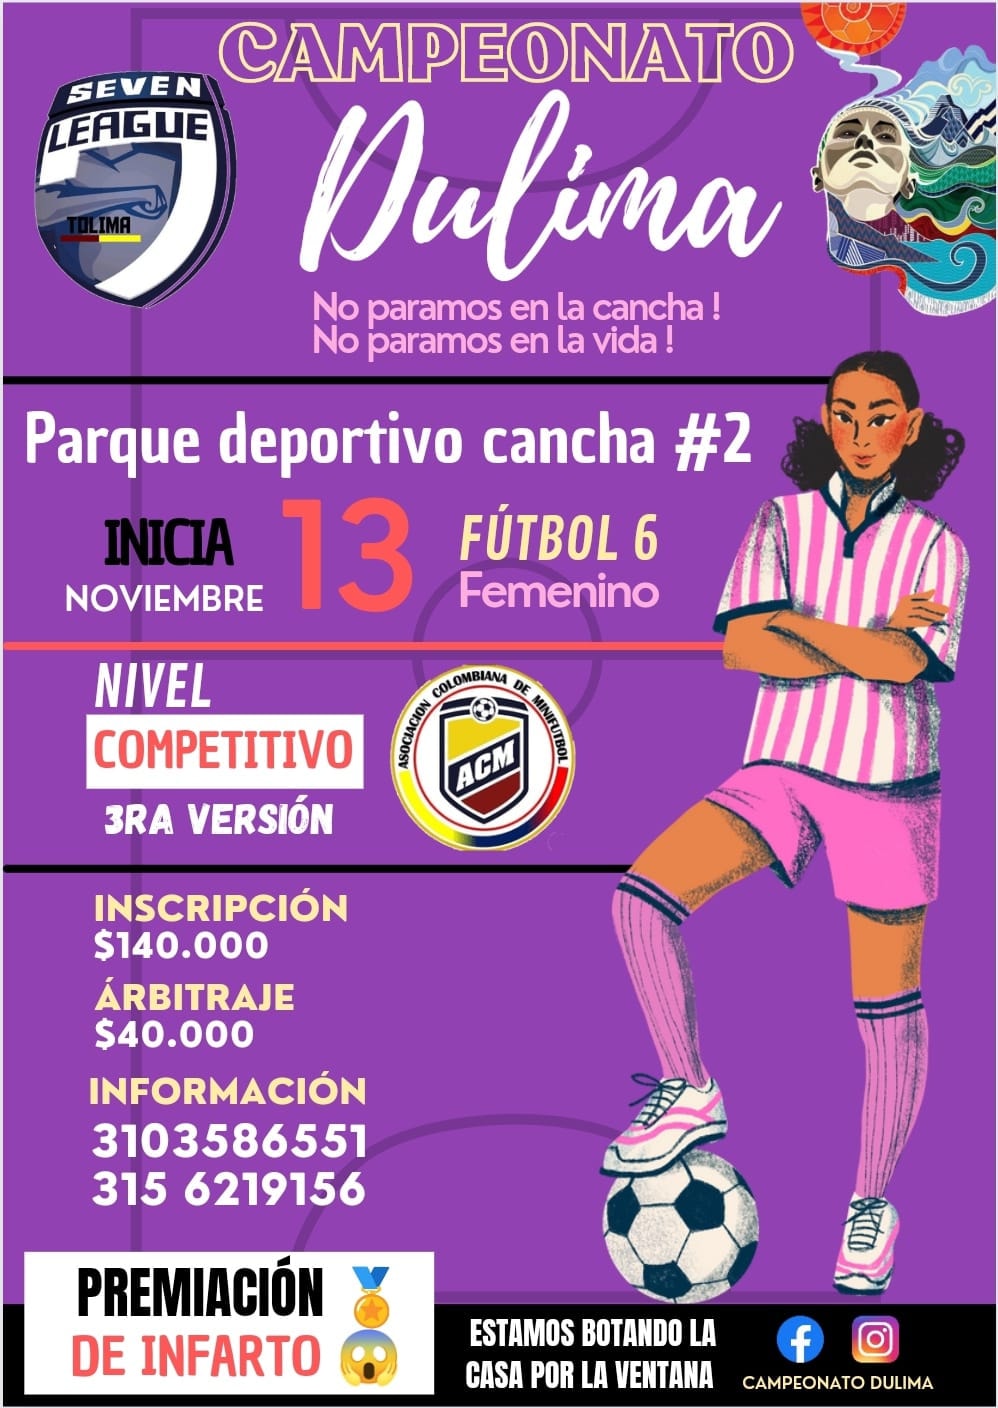 CAMPEONATO
Dulima
SEVEN
LEAGUE
TOLIMA
No paramos en la cancha !
No paramos en la vida !
Parque deportivo cancha #2
INICIA
NOVIEMBRE
13
FÚTBOL 6
Femenino
NIVEL
COMPETITIVO
3RA VERSIÓN
ASOCIACION COLOMBIANA DE MINIFUTBOL
ACM
INSCRIPCIÓN
$140.000
ÁRBITRAJE
$40.000
INFORMACIÓN
3103586551
315 6219156
PREMIACIÓN
DE INFARTO
ESTAMOS BOTANDO LA
CASA POR LA VENTANA
CAMPEONATO DULIMA